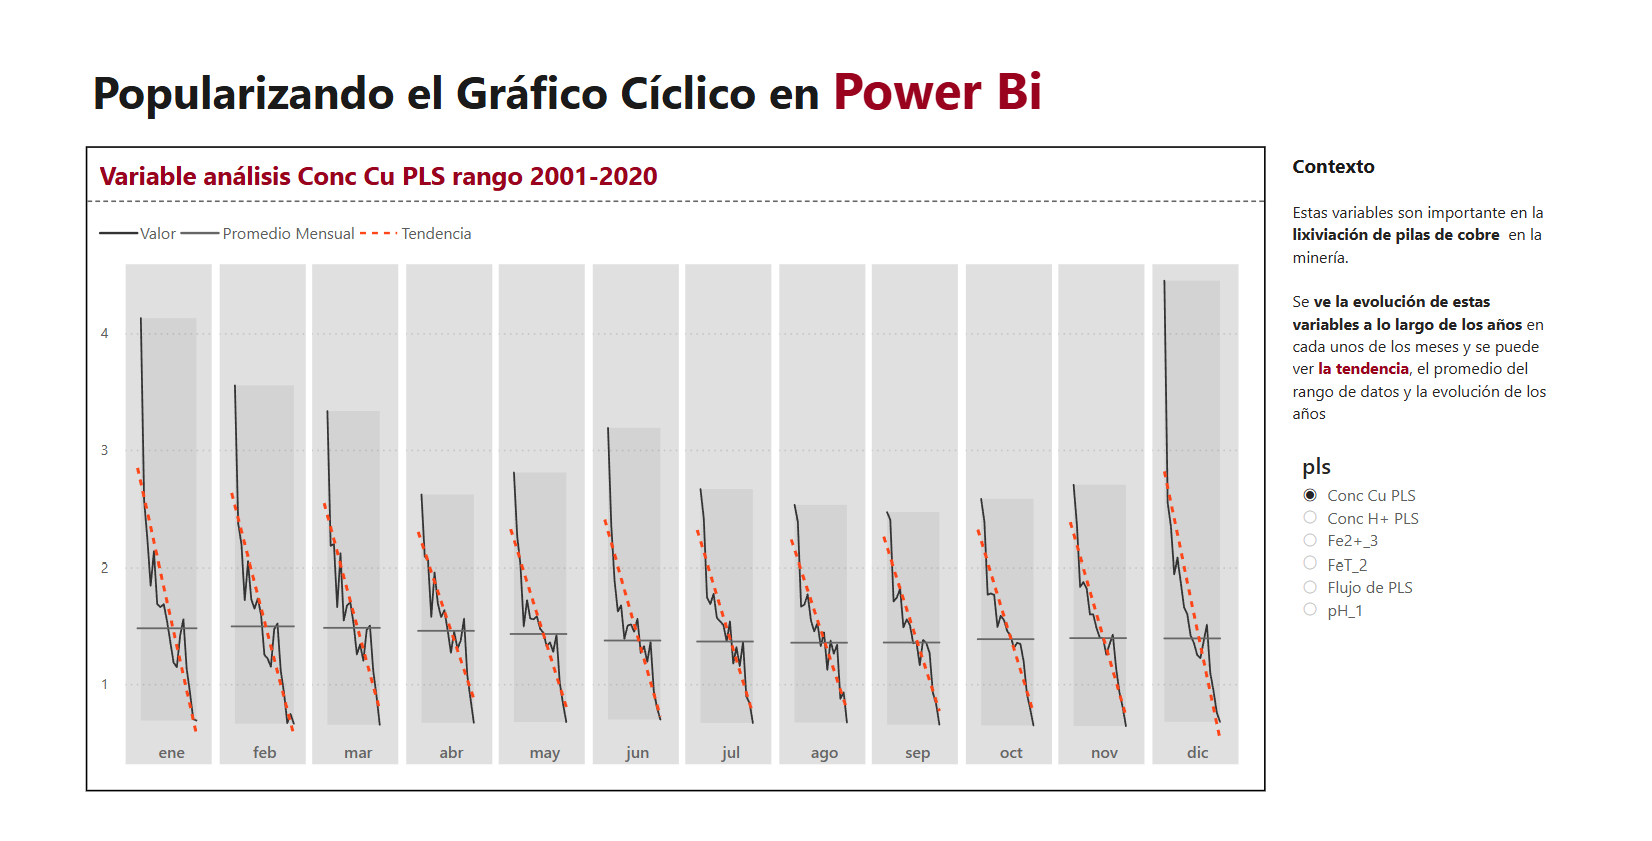 Popularizando el Gráfico Cíclico en Power Bi
Variable análisis Conc Cu PLS rango 2001-2020
Valor Promedio Mensual Tendencia
4
3
2
1
ene feb mar abr may jun jul ago sep oct nov dic
Contexto
Estas variables son importante en la
lixiviación de pilas de cobre en la
minería.
Se ve la evolución de estas
variables a lo largo de los años en
cada unos de los meses y se puede
ver la tendencia, el promedio del
rango de datos y la evolución de los
años
pls
Conc Cu PLS
Conc H+ PLS
Fe2+_3
FeT_2
Flujo de PLS
pH_1